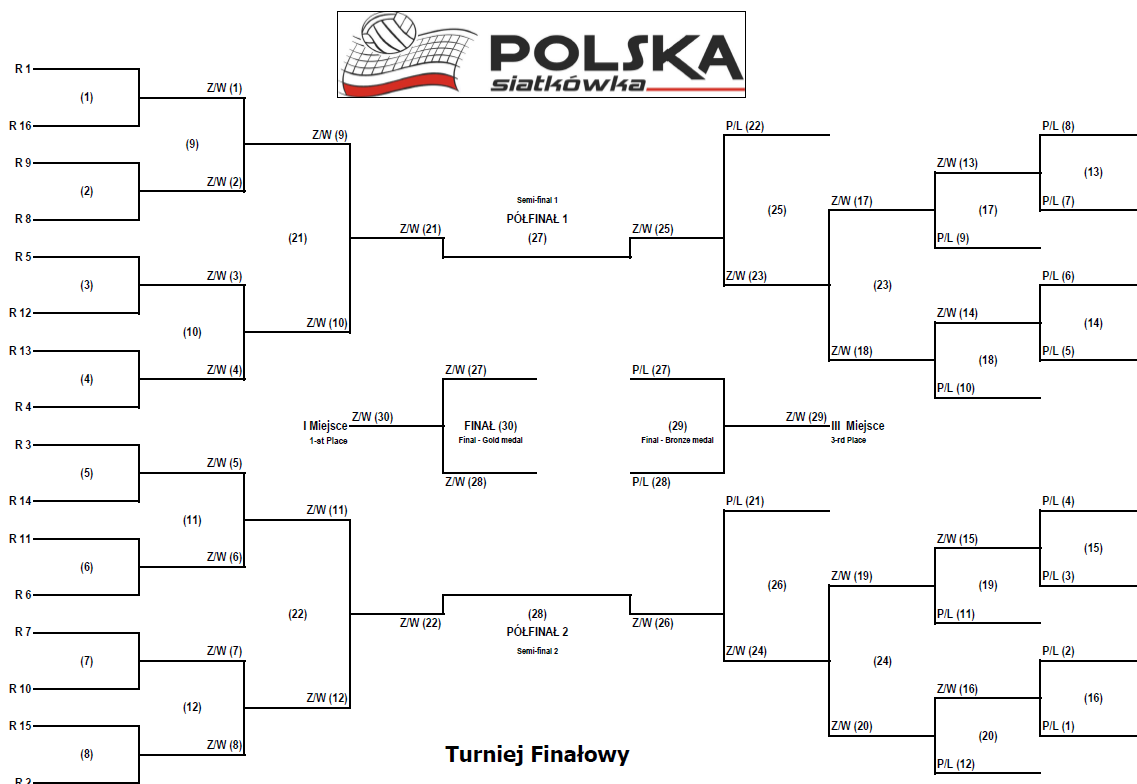 POLSKA
siatkówka
R 1
(1)
Z/W (1)
R 16
(9)
Z/W (9)
R 9
(2)
Z/W (2)
R 8
(21)
Z/W (21)
R 5
(3)
Z/W (3)
R 12
(10)
Z/W (10)
R 13
(4)
Z/W (4)
R 4
R 3
(5)
Z/W (5)
R 14
(11)
Z/W (11)
R 11
(6)
Z/W (6)
R 6
(22)
Z/W (22)
R 7
(7)
Z/W (7)
R 10
(12)
Z/W (12)
R 15
(8)
Z/W (8)
R 2
Semi-final 1
PÓŁFINAŁ 1
(27)
Z/W (27)
I Miejsce
1-st Place
Z/W (30)
FINAŁ (30)
Final - Gold medal
Z/W (28)
P/L (27)
(29)
Final - Bronze medal
P/L (28)
Z/W (29)
III Miejsce
3-rd Place
(28)
PÓŁFINAŁ 2
Semi-final 2
P/L (22)
(25)
Z/W (25)
Z/W (23)
Z/W (17)
(23)
Z/W (18)
Z/W (13)
(17)
P/L (9)
P/L (8)
(13)
P/L (7)
Z/W (14)
(18)
P/L (10)
P/L (6)
(14)
P/L (5)
P/L (21)
(26)
Z/W (26)
Z/W (24)
Z/W (19)
(24)
Z/W (20)
Z/W (15)
(19)
P/L (11)
P/L (4)
(15)
P/L (3)
Z/W (16)
(20)
P/L (12)
P/L (2)
(16)
P/L (1)
Turniej Finałowy